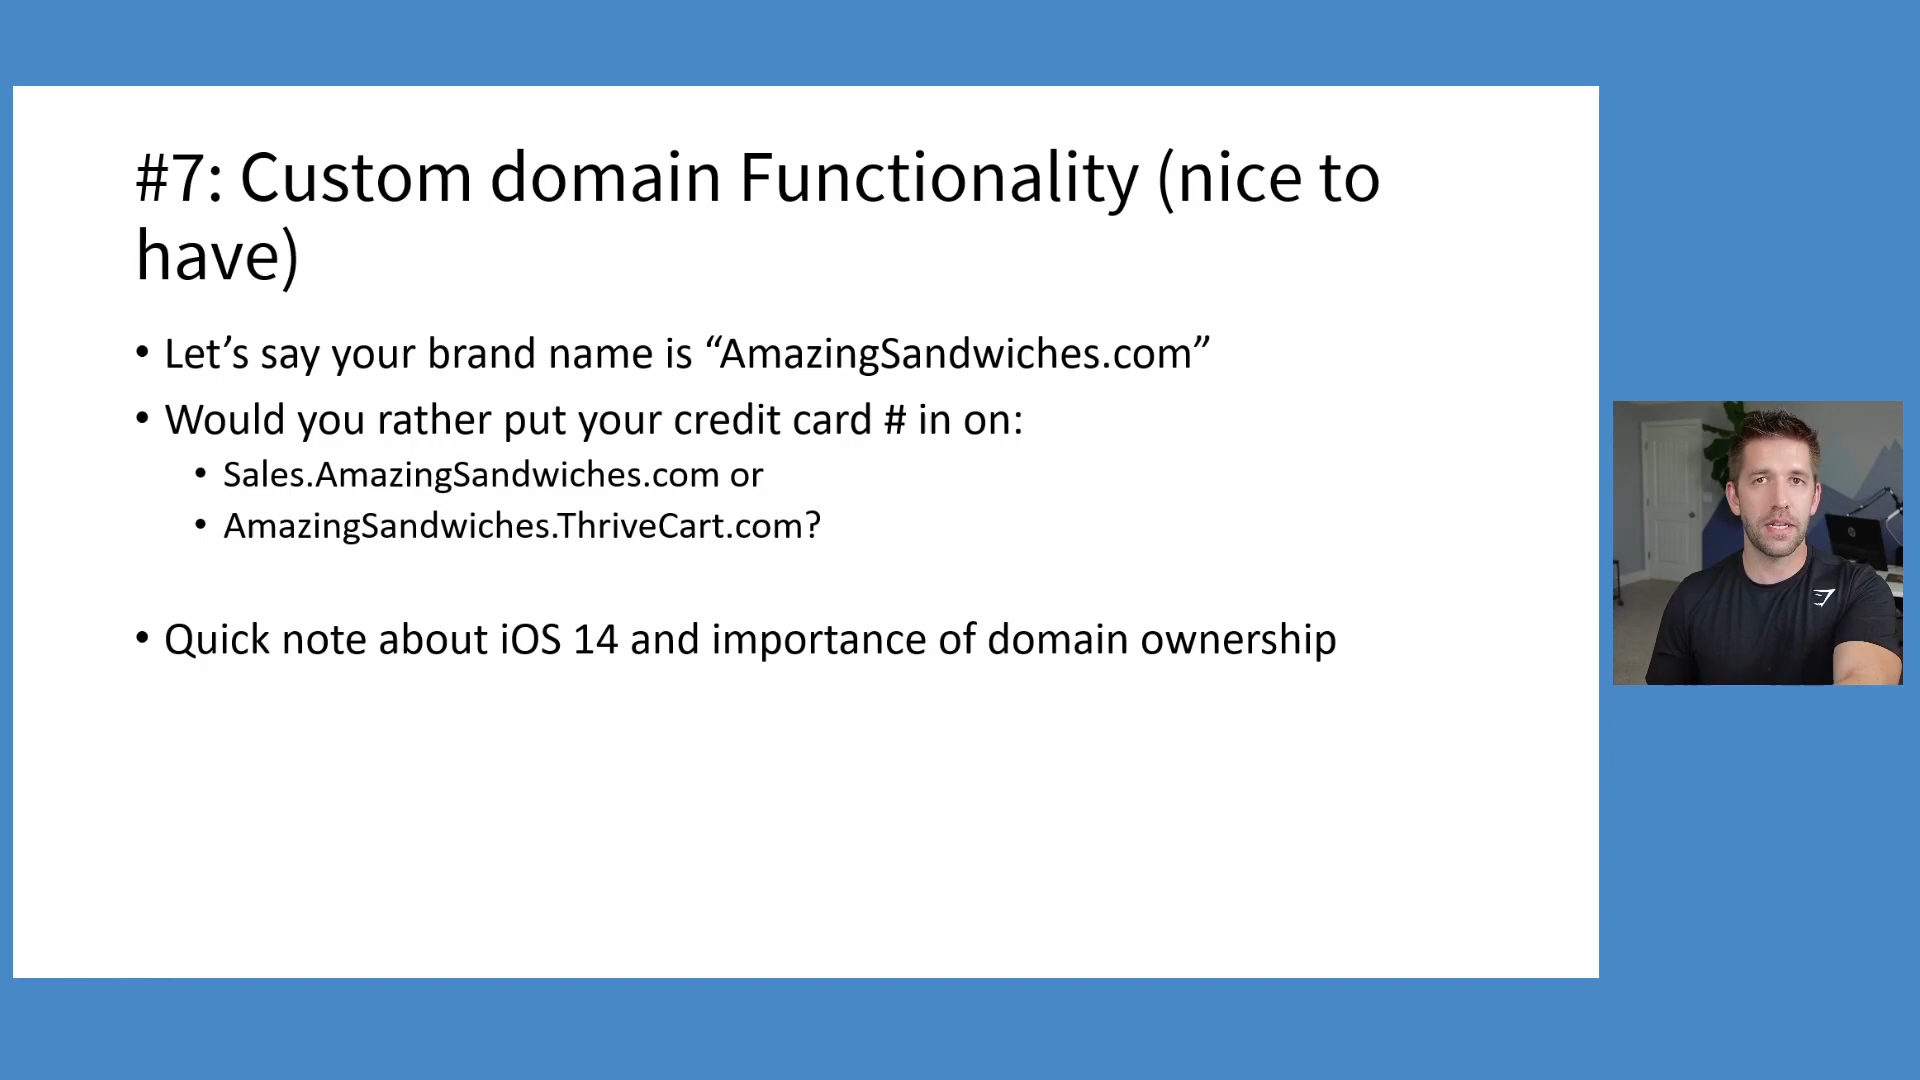 #7: Custom domain Functionality (nice to
have)
• Let’s say your brand name is “AmazingSandwiches.com”
• Would you rather put your credit card # in on:
• Sales.AmazingSandwiches.com or
• AmazingSandwiches.ThriveCart.com?
• Quick note about iOS 14 and importance of domain ownership